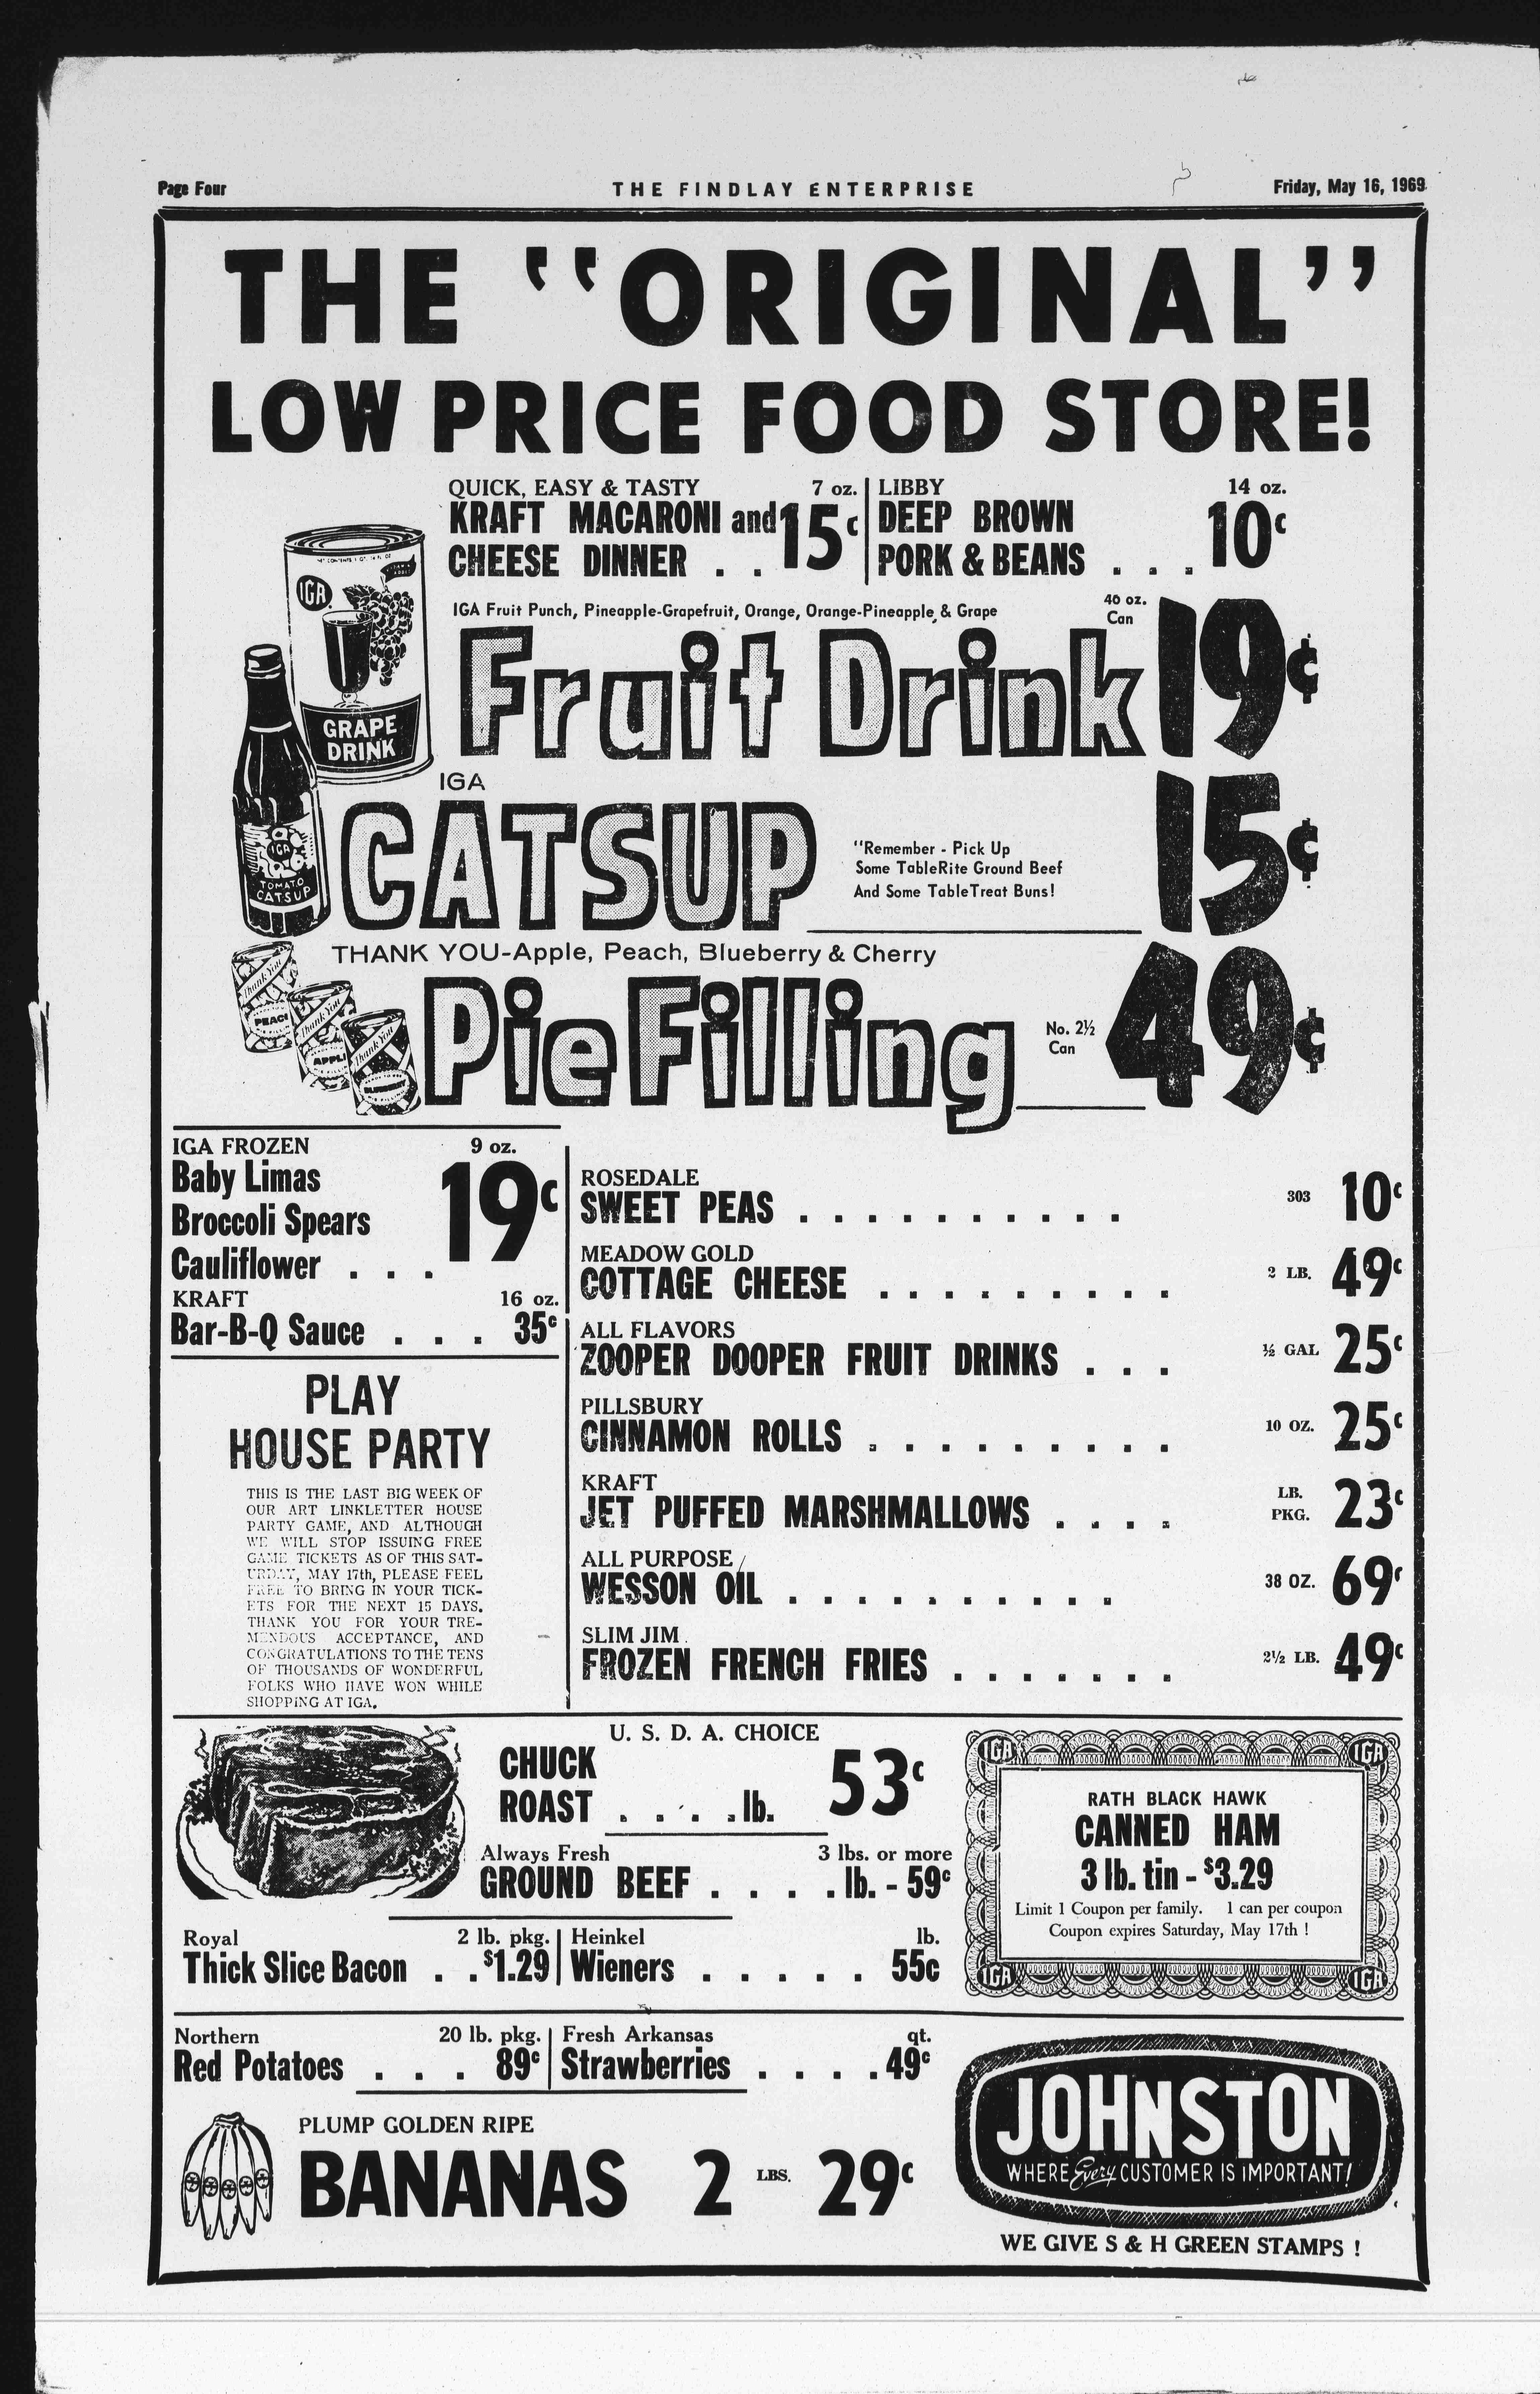 Page Four
THE FINDLAY ENTERPRISE
Friday, May 16, 1969
THE "ORIGINAL"
LOW PRICE FOOD STORE!
QUICK, EASY & TASTY 7 oz.
KRAFT MACARONI and
CHEESE DINNER . . 15¢
LIBBY 14 oz.
DEEP BROWN
PORK & BEANS . . . 10¢
IGA
GRAPE
DRINK
IGA Fruit Punch, Pineapple-Grapefruit, Orange, Orange-Pineapple, & Grape
46 oz.
Can
Fruit Drink 19¢
IGA
TOMATO
CATSUP
IGA
CATSUP 15¢
"Remember - Pick Up
Some TableRite Ground Beef
And Some TableTreat Buns!
THANK YOU-Apple, Peach, Blueberry & Cherry
Thank You
PEACH
Thank You
APPLE
Thank You
Pie Filling
No. 2½
Can
49¢
IGA FROZEN 9 oz.
Baby Limas
Broccoli Spears
Cauliflower . . . 19¢
KRAFT 16 oz.
Bar-B-Q Sauce . . . 35¢
PLAY
HOUSE PARTY
THIS IS THE LAST BIG WEEK OF
OUR ART LINKLETTER HOUSE
PARTY GAME, AND ALTHOUGH
WE WILL STOP ISSUING FREE
GAME TICKETS AS OF THIS SAT-
URDAY, MAY 17th, PLEASE FEEL
FREE TO BRING IN YOUR TICK-
ETS FOR THE NEXT 15 DAYS.
THANK YOU FOR YOUR TRE-
MENDOUS ACCEPTANCE, AND
CONGRATULATIONS TO THE TENS
OF THOUSANDS OF WONDERFUL
FOLKS WHO HAVE WON WHILE
SHOPPING AT IGA.
ROSEDALE
SWEET PEAS . . . . . . . . . . 303 10¢
MEADOW GOLD
COTTAGE CHEESE . . . . . . . . . 2 LB. 49¢
ALL FLAVORS
ZOOPER DOOPER FRUIT DRINKS . . . ½ GAL 25¢
PILLSBURY
CINNAMON ROLLS . . . . . . . . . 10 OZ. 25¢
KRAFT
JET PUFFED MARSHMALLOWS . . . . LB. PKG. 23¢
ALL PURPOSE
WESSON OIL . . . . . . . . . . 38 OZ. 69¢
SLIM JIM
FROZEN FRENCH FRIES . . . . . . . 2½ LB. 49¢
U. S. D. A. CHOICE
CHUCK
ROAST . . . . lb. 53¢
Always Fresh 3 lbs. or more
GROUND BEEF . . . . lb. - 59¢
Royal 2 lb. pkg.
Thick Slice Bacon . . $1.29
Heinkel lb.
Wieners . . . . . 55c
IGA
IGA
RATH BLACK HAWK
CANNED HAM
3 lb. tin - $3.29
Limit 1 Coupon per family. 1 can per coupon
Coupon expires Saturday, May 17th !
IGA
IGA
Northern 20 lb. pkg.
Red Potatoes . . . 89¢
Fresh Arkansas qt.
Strawberries . . . . 49¢
PLUMP GOLDEN RIPE
BANANAS 2 LBS. 29¢
JOHNSTON
WHERE Every CUSTOMER IS IMPORTANT!
WE GIVE S & H GREEN STAMPS !